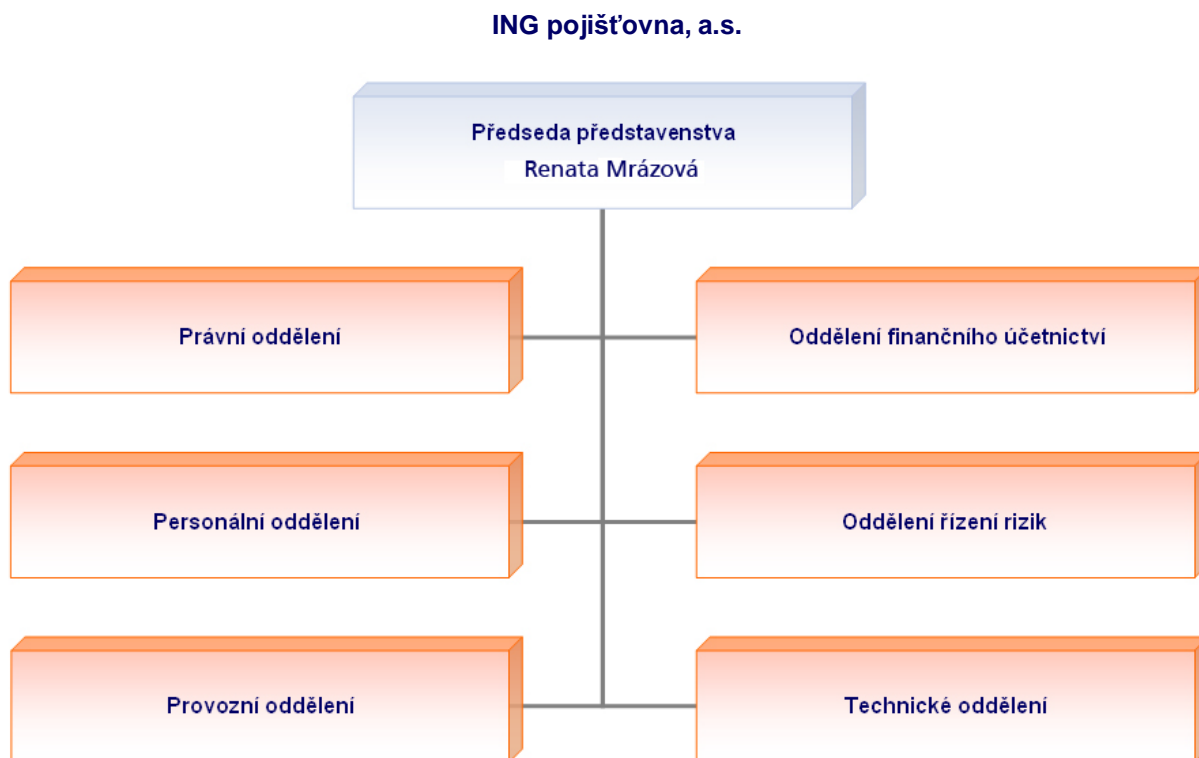 ING pojišťovna, a.s.
Předseda představenstva
Renata Mrázová
Právní oddělení
Oddělení finančního účetnictví
Personální oddělení
Oddělení řízení rizik
Provozní oddělení
Technické oddělení